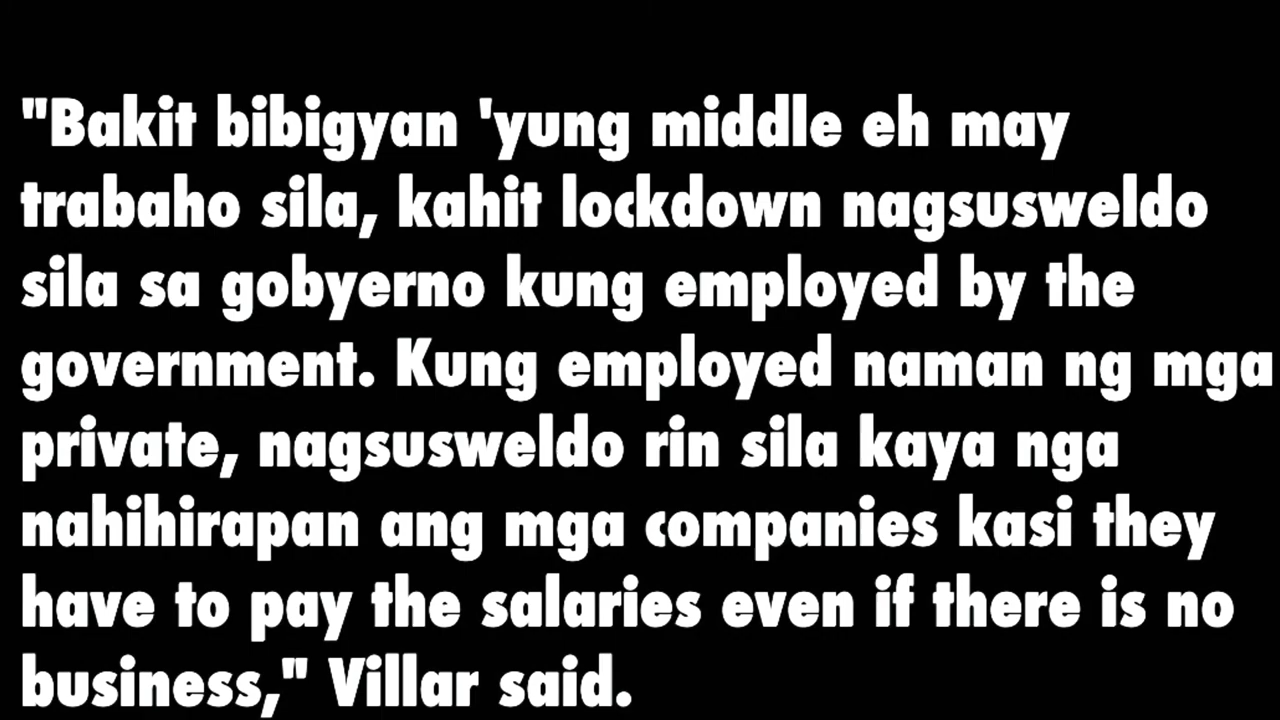 "Bakit bibigyan 'yung middle eh may
trabaho sila, kahit lockdown nagsusweldo
sila sa gobyerno kung employed by the
government. Kung employed naman ng mga
private, nagsusweldo rin sila kaya nga
nahihirapan ang mga companies kasi they
have to pay the salaries even if there is no
business," Villar said.